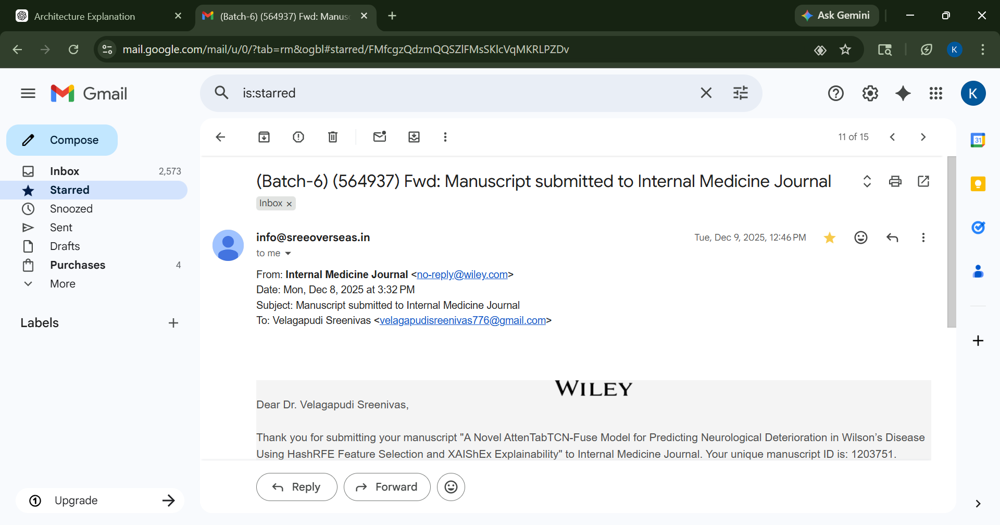 Architecture Explanation
(Batch-6) (564937) Fwd: Manusc
Ask Gemini
mail.google.com/mail/u/0/?tab=rm&ogbl#starred/FMfcgzQdzmQQSZlFMsSKlcVqMKRLPZDv
K
Gmail
is:starred
K
Compose
11 of 15
31
Inbox 2,573
Starred
Snoozed
Sent
Drafts
Purchases 4
More
Labels
Upgrade
(Batch-6) (564937) Fwd: Manuscript submitted to Internal Medicine Journal
Inbox ×
info@sreeoverseas.in
Tue, Dec 9, 2025, 12:46 PM
to me
From: Internal Medicine Journal <no-reply@wiley.com>
Date: Mon, Dec 8, 2025 at 3:32 PM
Subject: Manuscript submitted to Internal Medicine Journal
To: Velagapudi Sreenivas <velagapudisreenivas776@gmail.com>
WILEY
Dear Dr. Velagapudi Sreenivas,
Thank you for submitting your manuscript "A Novel AttenTabTCN-Fuse Model for Predicting Neurological Deterioration in Wilson’s Disease
Using HashRFE Feature Selection and XAIShEx Explainability" to Internal Medicine Journal. Your unique manuscript ID is: 1203751.
Reply
Forward